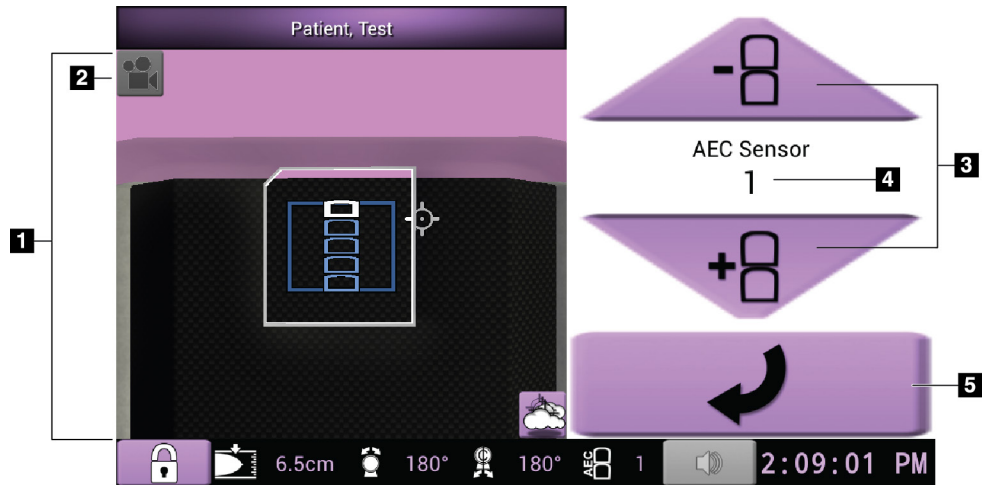 Patient, Test
2
-
3
AEC Sensor
1
4
1
+
5
6.5cm
180°
180°
AEC
1
2:09:01 PM